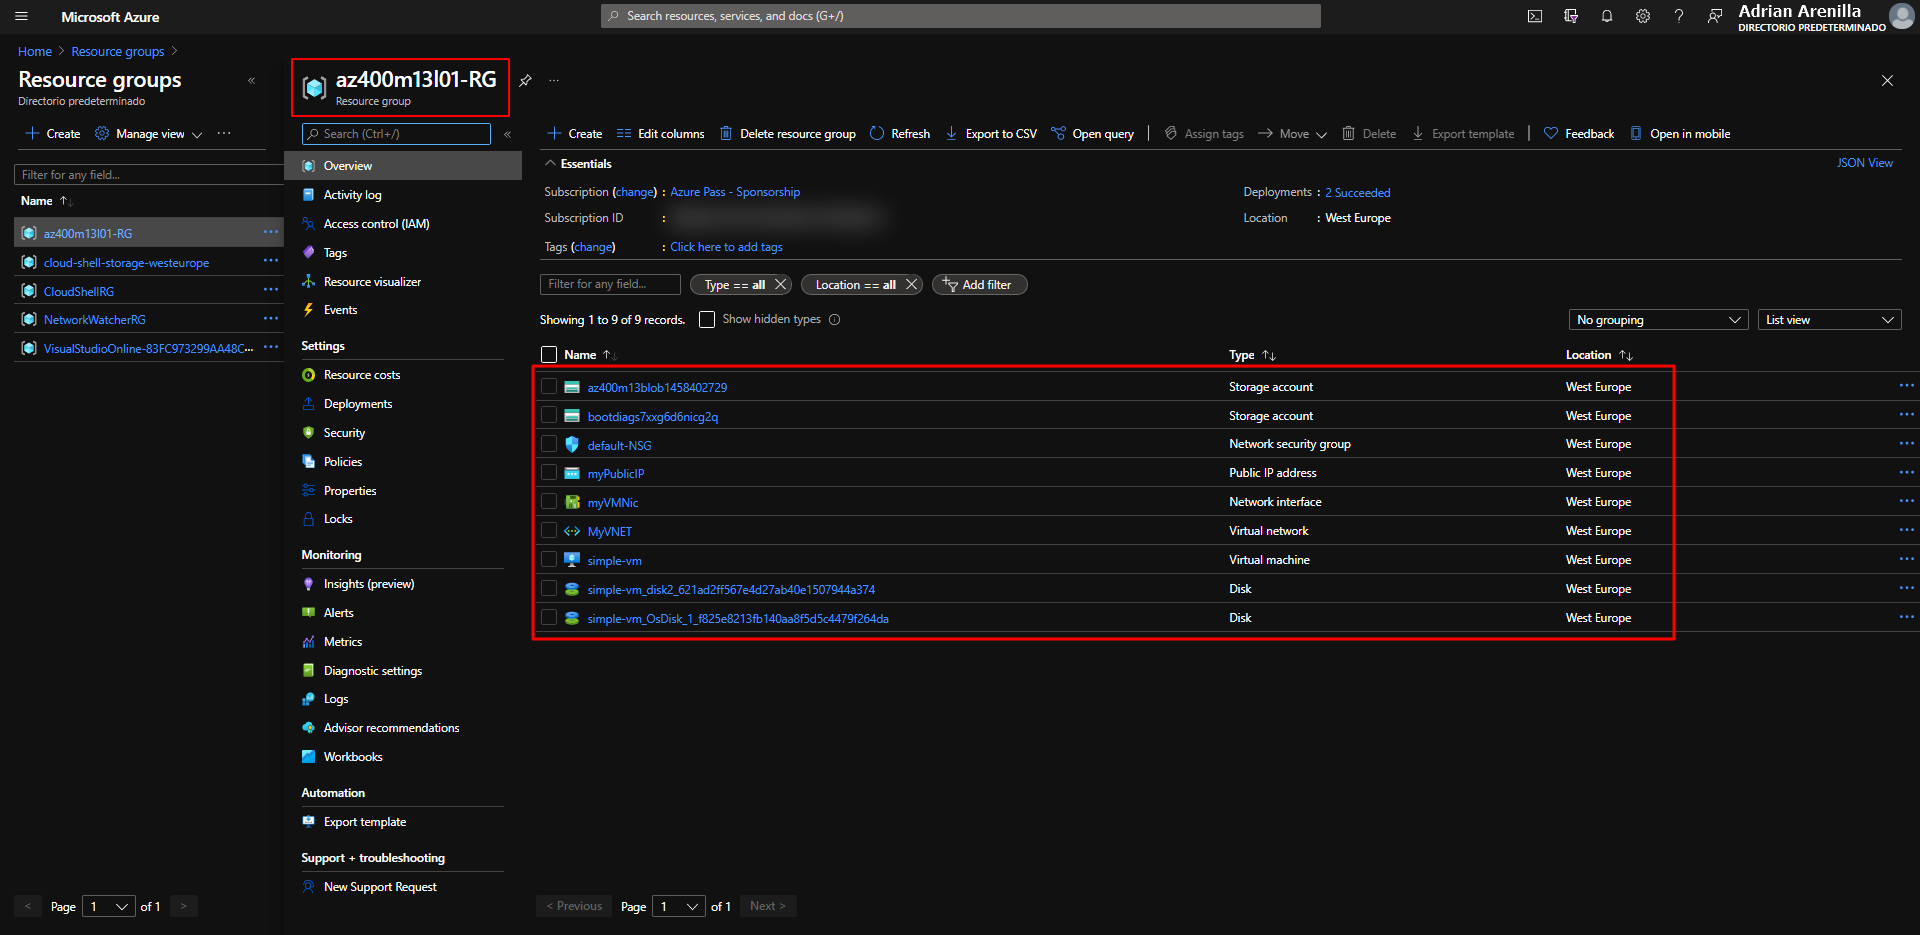 Microsoft Azure
Search resources, services, and docs (G+/)
Adrian Arenilla
DIRECTORIO PREDETERMINADO
Home > Resource groups >
Resource groups
Directorio predeterminado
«
+ Create
Manage view
...
Filter for any field...
Name ↑↓
az400m13l01-RG
cloud-shell-storage-westeurope
CloudShellRG
NetworkWatcherRG
VisualStudioOnline-83FC973299AA48C...
< Page 1 of 1 >
az400m13l01-RG
Resource group
...
Search (Ctrl+/)
«
Overview
Activity log
Access control (IAM)
Tags
Resource visualizer
Events
Settings
Resource costs
Deployments
Security
Policies
Properties
Locks
Monitoring
Insights (preview)
Alerts
Metrics
Diagnostic settings
Logs
Advisor recommendations
Workbooks
Automation
Export template
Support + troubleshooting
New Support Request
+ Create Edit columns Delete resource group Refresh Export to CSV Open query | Assign tags Move Delete Export template | Feedback Open in mobile
Essentials
JSON View
Subscription (change) : Azure Pass - Sponsorship
Deployments : 2 Succeeded
Subscription ID :
Location : West Europe
Tags (change) : Click here to add tags
Filter for any field...
Type == all
Location == all
Add filter
Showing 1 to 9 of 9 records.
Show hidden types
No grouping
List view
Name ↑↓ Type ↑↓ Location ↑↓
az400m13blob1458402729 Storage account West Europe
bootdiags7xxg6d6nicg2q Storage account West Europe
default-NSG Network security group West Europe
myPublicIP Public IP address West Europe
myVMNic Network interface West Europe
MyVNET Virtual network West Europe
simple-vm Virtual machine West Europe
simple-vm_disk2_621ad2ff567e4d27ab40e1507944a374 Disk West Europe
simple-vm_OsDisk_1_f825e8213fb140aa8f5d5c4479f264da Disk West Europe
< Previous Page 1 of 1 Next >